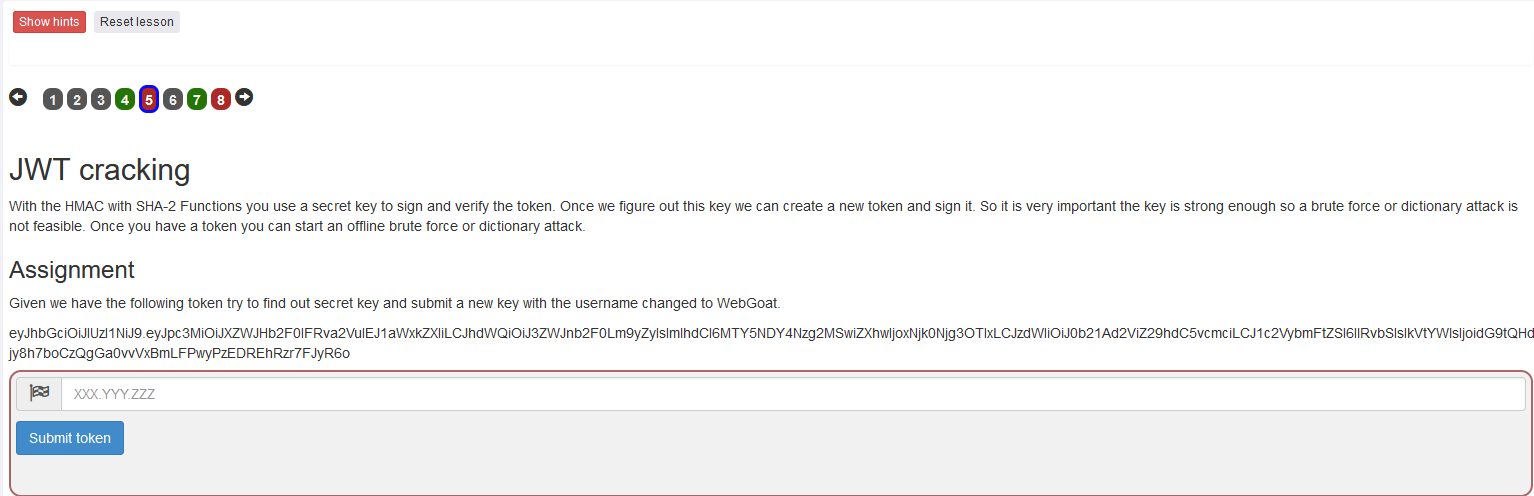 Show hints Reset lesson
1 2 3 4 5 6 7 8
JWT cracking
With the HMAC with SHA-2 Functions you use a secret key to sign and verify the token. Once we figure out this key we can create a new token and sign it. So it is very important the key is strong enough so a brute force or dictionary attack is
not feasible. Once you have a token you can start an offline brute force or dictionary attack.
Assignment
Given we have the following token try to find out secret key and submit a new key with the username changed to WebGoat.
eyJhbGciOiJIUzI1NiJ9.eyJpc3MiOiJXZWJHb2F0IFRva2VuIEJ1aWxkZXIiLCJhdWQiOiJ3ZWJnb2F0Lm9yZyIsImlhdCI6MTY5NDY4Nzg2MSwiZXhwIjoxNjk0Njg3OTIxLCJzdWIiOiJ0b21Ad2ViZ29hdC5vcmciLCJ1c2VybmFtZSI6IlRvbSIsIkVtYWlsIjoidG9tQHd
jy8h7boCzQgGa0vvVxBmLFPwyPzEDREhRzr7FJyR6o
XXX.YYY.ZZZ
Submit token